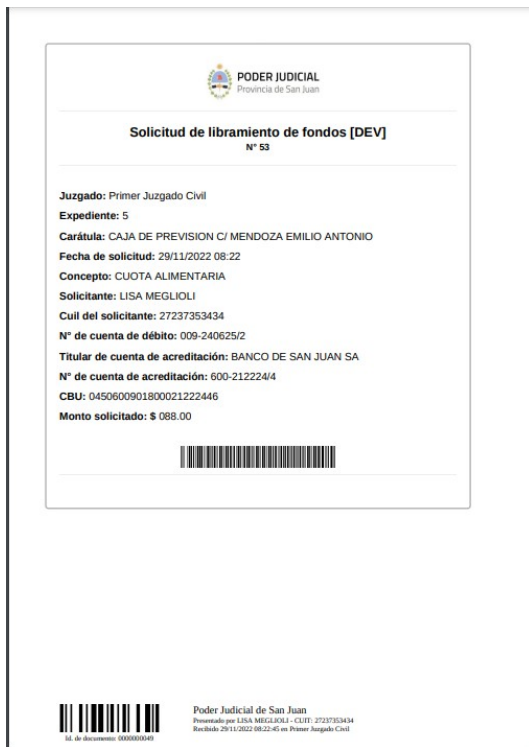 PODER JUDICIAL
Provincia de San Juan
Solicitud de libramiento de fondos [DEV]
N° 53
Juzgado: Primer Juzgado Civil
Expediente: 5
Carátula: CAJA DE PREVISION C/ MENDOZA EMILIO ANTONIO
Fecha de solicitud: 29/11/2022 08:22
Concepto: CUOTA ALIMENTARIA
Solicitante: LISA MEGLIOLI
Cuil del solicitante: 27237353434
N° de cuenta de débito: 009-240625/2
Titular de cuenta de acreditación: BANCO DE SAN JUAN SA
N° de cuenta de acreditación: 600-212224/4
CBU: 0450600901800021222446
Monto solicitado: $ 088.00
Id. de documento: 0000000049
Poder Judicial de San Juan
Presentado por LISA MEGLIOLI - CUIT: 27237353434
Recibido 29/11/2022 08:22:45 en Primer Juzgado Civil